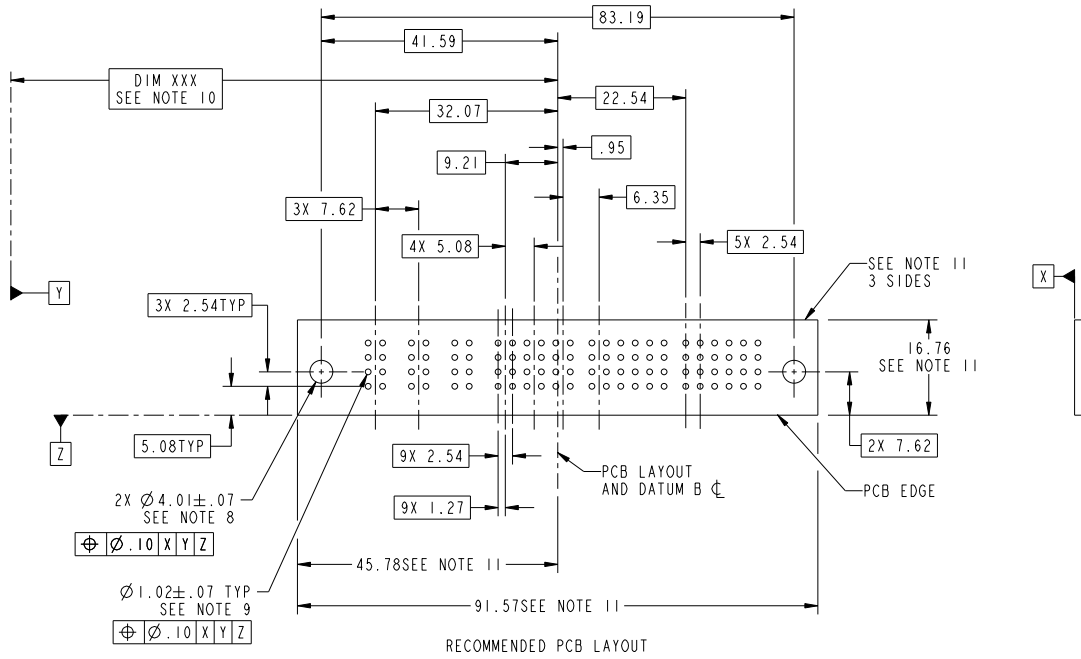 83.19
41.59
DIM XXX
SEE NOTE 10
22.54
32.07
.95
9.21
6.35
3X 7.62
4X 5.08
5X 2.54
SEE NOTE 11
3 SIDES
X
Y
3X 2.54TYP
16.76
SEE NOTE 11
5.08TYP
Z
2X 7.62
9X 2.54
PCB LAYOUT
AND DATUM B ℄
PCB EDGE
2X Ø4.01±.07
SEE NOTE 8
9X 1.27
⌖ Ø.10 X Y Z
45.78SEE NOTE 11
Ø1.02±.07 TYP
SEE NOTE 9
91.57SEE NOTE 11
⌖ Ø.10 X Y Z
RECOMMENDED PCB LAYOUT